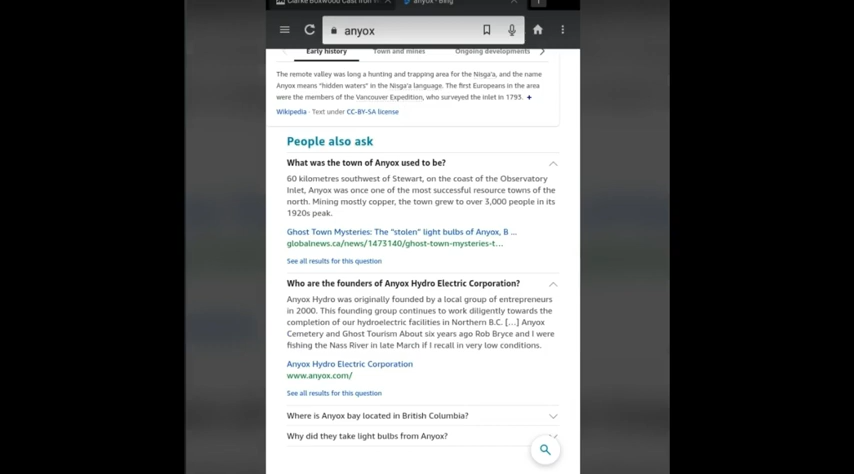 Clarke Boxwood Cast Iron
anyox - Bing
anyox
Early history
Town and mines
Ongoing developments
The remote valley was long a hunting and trapping area for the Nisga'a, and the name
Anyox means "hidden waters" in the Nisga'a language. The first Europeans in the area
were the members of the Vancouver Expedition, who surveyed the inlet in 1793. +
Wikipedia · Text under CC-BY-SA license
People also ask
What was the town of Anyox used to be?
60 kilometres southwest of Stewart, on the coast of the Observatory
Inlet, Anyox was once one of the most successful resource towns of the
north. Mining mostly copper, the town grew to over 3,000 people in its
1920s peak.
Ghost Town Mysteries: The "stolen" light bulbs of Anyox, B ...
globalnews.ca/news/1473140/ghost-town-mysteries-t...
See all results for this question
Who are the founders of Anyox Hydro Electric Corporation?
Anyox Hydro was originally founded by a local group of entrepreneurs
in 2000. This founding group continues to work diligently towards the
completion of our hydroelectric facilities in Northern B.C. [...] Anyox
Cemetery and Ghost Tourism About six years ago Rob Bryce and I were
fishing the Nass River in late March if I recall in very low conditions.
Anyox Hydro Electric Corporation
www.anyox.com/
See all results for this question
Where is Anyox bay located in British Columbia?
Why did they take light bulbs from Anyox?